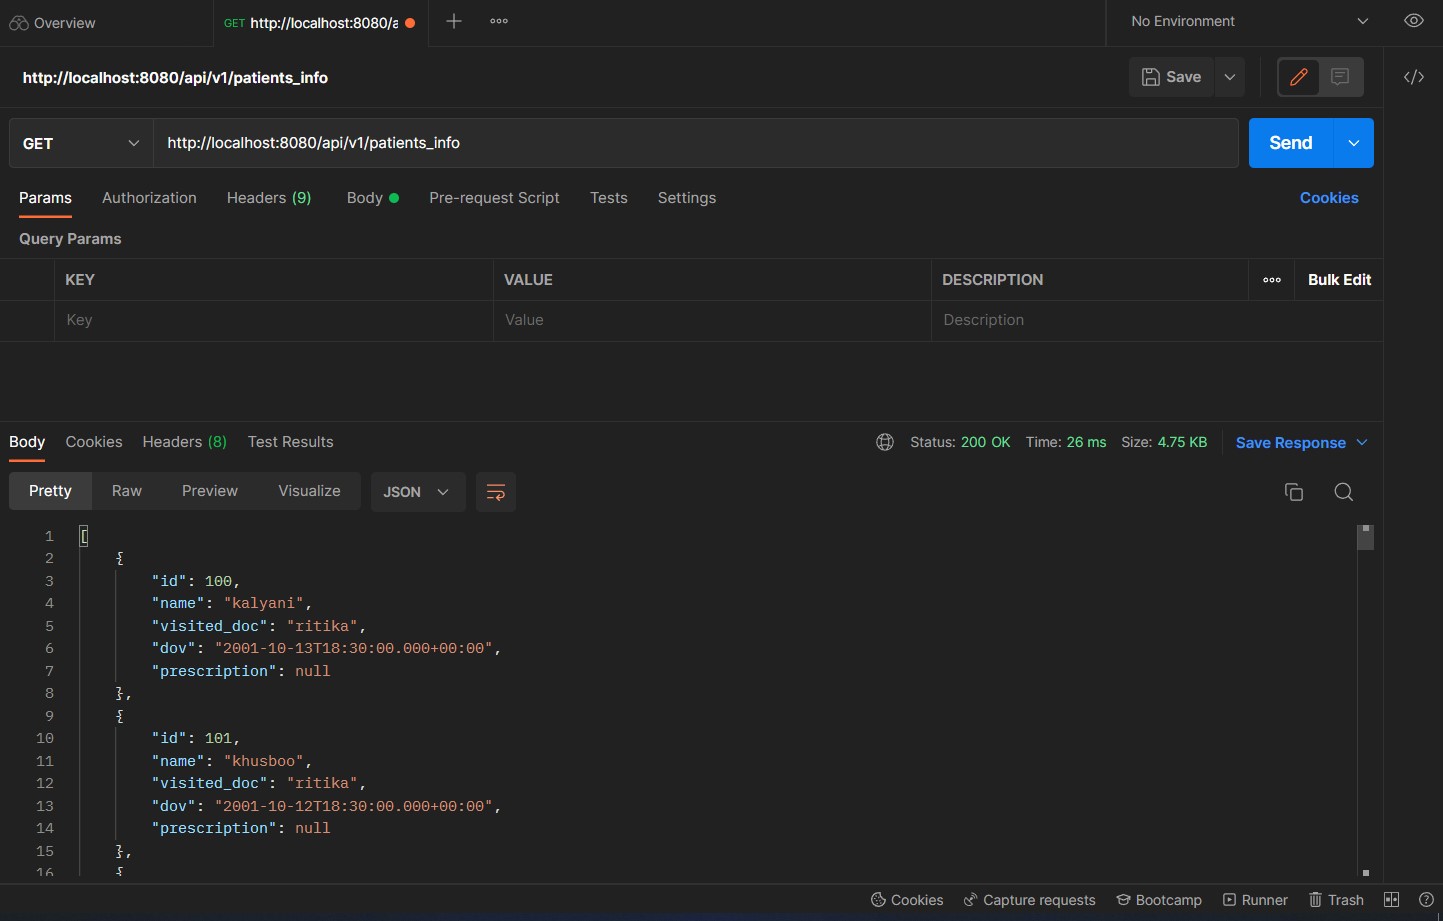 Overview
GET http://localhost:8080/a
No Environment
http://localhost:8080/api/v1/patients_info
Save
GET http://localhost:8080/api/v1/patients_info Send
Params Authorization Headers (9) Body Pre-request Script Tests Settings Cookies
Query Params
KEY VALUE DESCRIPTION Bulk Edit
Key Value Description
Body Cookies Headers (8) Test Results Status: 200 OK Time: 26 ms Size: 4.75 KB Save Response
Pretty Raw Preview Visualize JSON
1 [
2 {
3 "id": 100,
4 "name": "kalyani",
5 "visited_doc": "ritika",
6 "dov": "2001-10-13T18:30:00.000+00:00",
7 "prescription": null
8 },
9 {
10 "id": 101,
11 "name": "khusboo",
12 "visited_doc": "ritika",
13 "dov": "2001-10-12T18:30:00.000+00:00",
14 "prescription": null
15 },
16 {
Cookies Capture requests Bootcamp Runner Trash